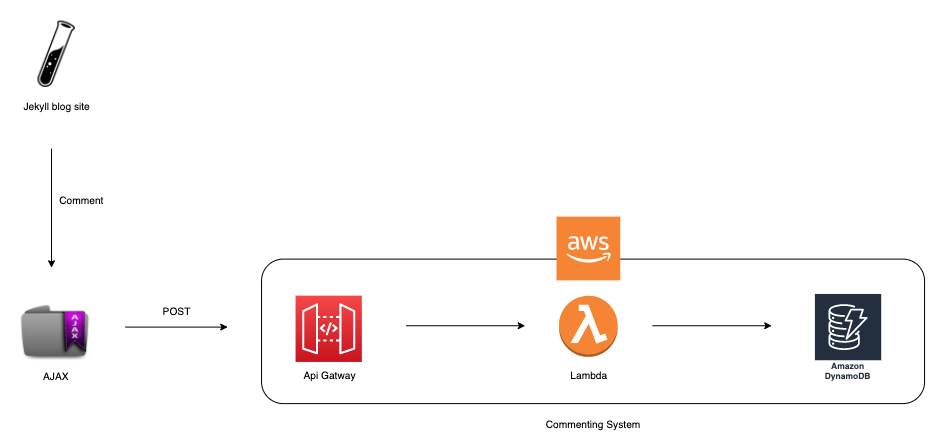 Jekyll blog site
Comment
aws
POST
AJAX
</>
AJAX
Api Gatway
Lambda
Amazon
DynamoDB
Commenting System